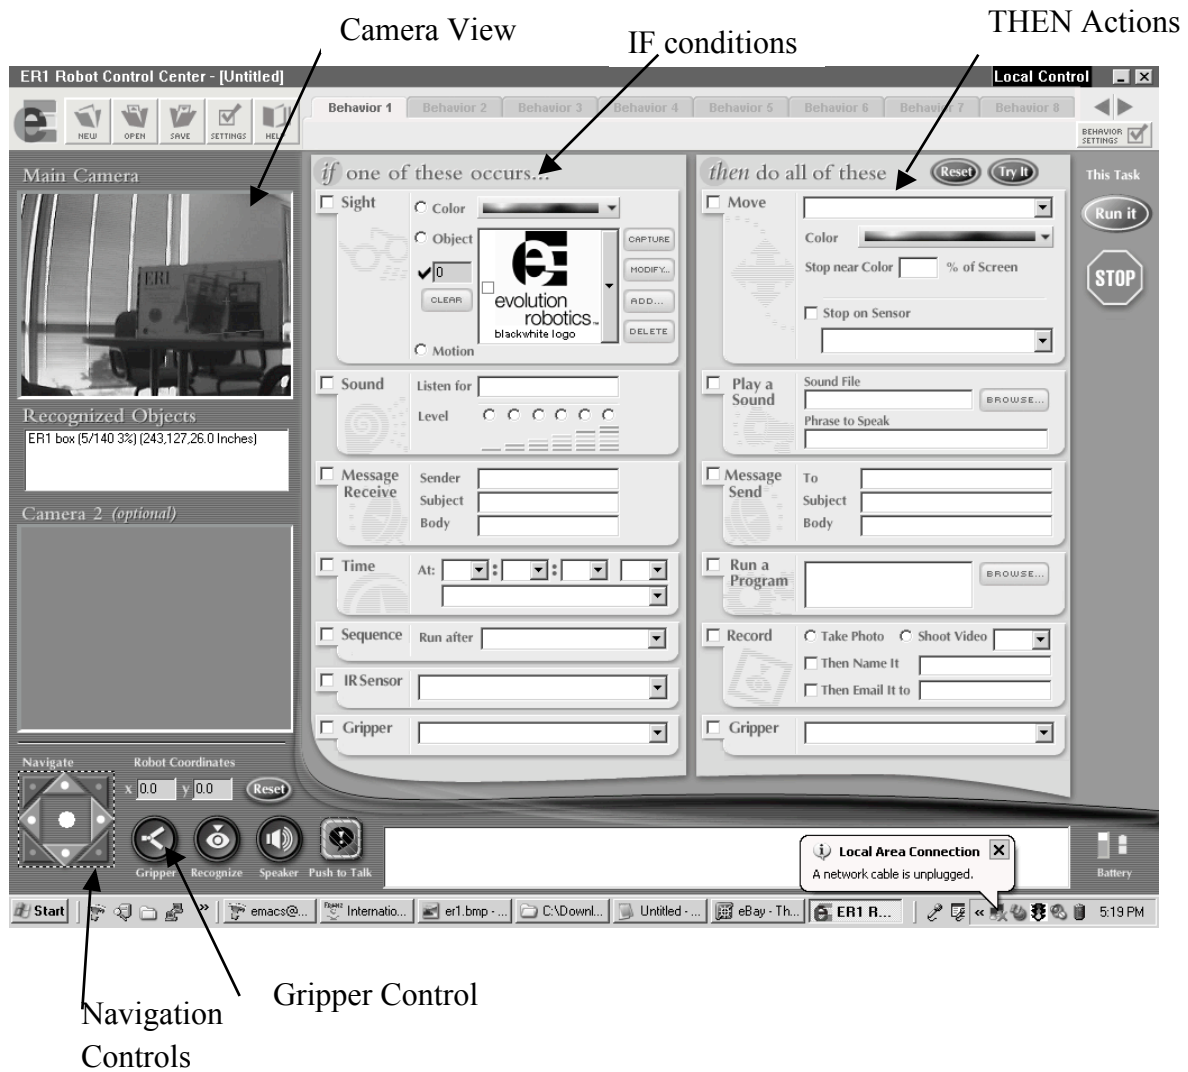 Camera View
IF conditions
THEN Actions
ER1 Robot Control Center - [Untitled]
Local Control
NEW
OPEN
SAVE
SETTINGS
HELP
Behavior 1
Behavior 2
Behavior 3
Behavior 4
Behavior 5
Behavior 6
Behavior 7
Behavior 8
BEHAVIOR
SETTINGS
Main Camera
ER1
Recognized Objects
ER1 box (5/140 3%) (243,127,26.0 Inches)
Camera 2 (optional)
if one of these occurs...
Sight
Color
Object
0
CLEAR
evolution
robotics
blackwhite logo
CAPTURE
MODIFY...
ADD...
DELETE
Motion
Sound
Listen for
Level
Message
Receive
Sender
Subject
Body
Time
At:
:
:
Sequence
Run after
IR Sensor
Gripper
then do all of these
Reset
Try It
Move
Color
Stop near Color
% of Screen
Stop on Sensor
Play a
Sound
Sound File
BROWSE...
Phrase to Speak
Message
Send
To
Subject
Body
Run a
Program
BROWSE...
Record
Take Photo
Shoot Video
Then Name It
Then Email It to
Gripper
This Task
Run it
STOP
Navigate
Robot Coordinates
x 0.0
y 0.0
Reset
Gripper
Recognize
Speaker
Push to Talk
Local Area Connection
A network cable is unplugged.
Battery
Start
»
emacs@...
Internatio...
er1.bmp - ...
C:\Downl...
Untitled - ...
eBay - Th...
ER1 R...
«
5:19 PM
Navigation
Controls
Gripper Control